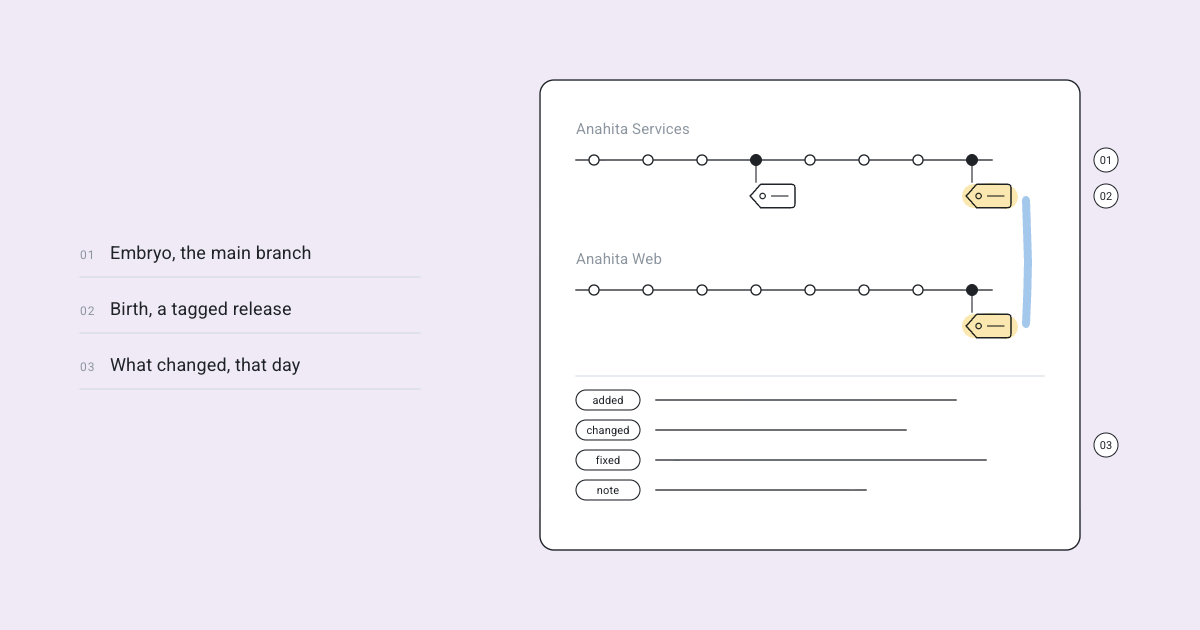 01 Embryo, the main branch
02 Birth, a tagged release
03 What changed, that day
Anahita Services
01
02
Anahita Web
added
changed
fixed
note
03